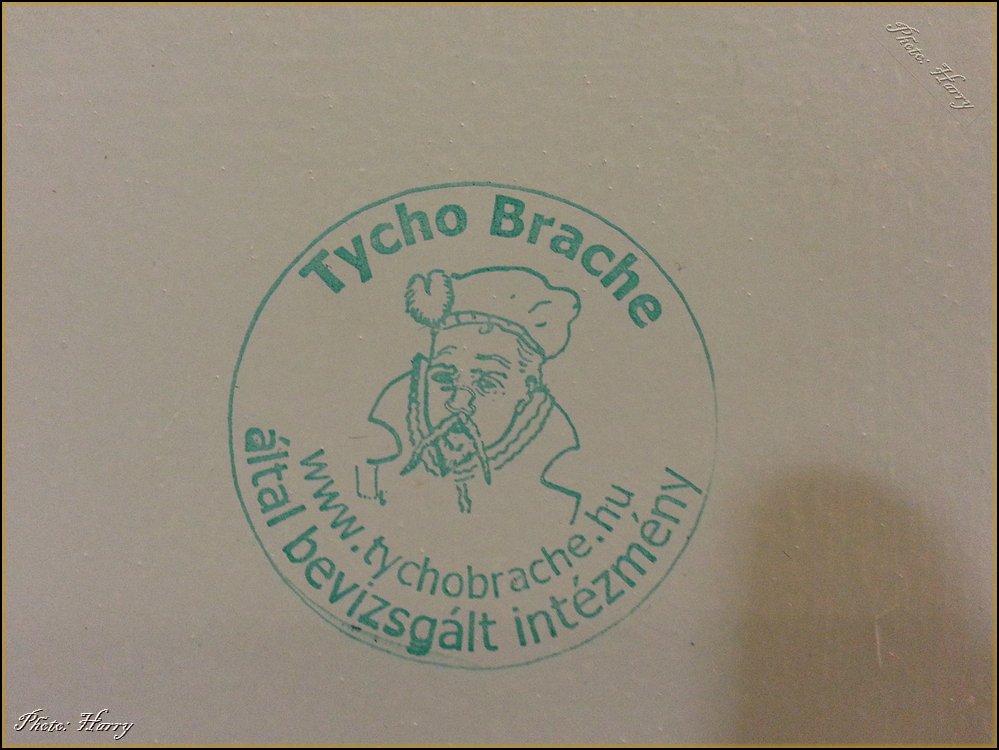 Photo: Harry
Tycho Brache
www.tychobrache.hu
által bevizsgált intézmény
Photo: Harry